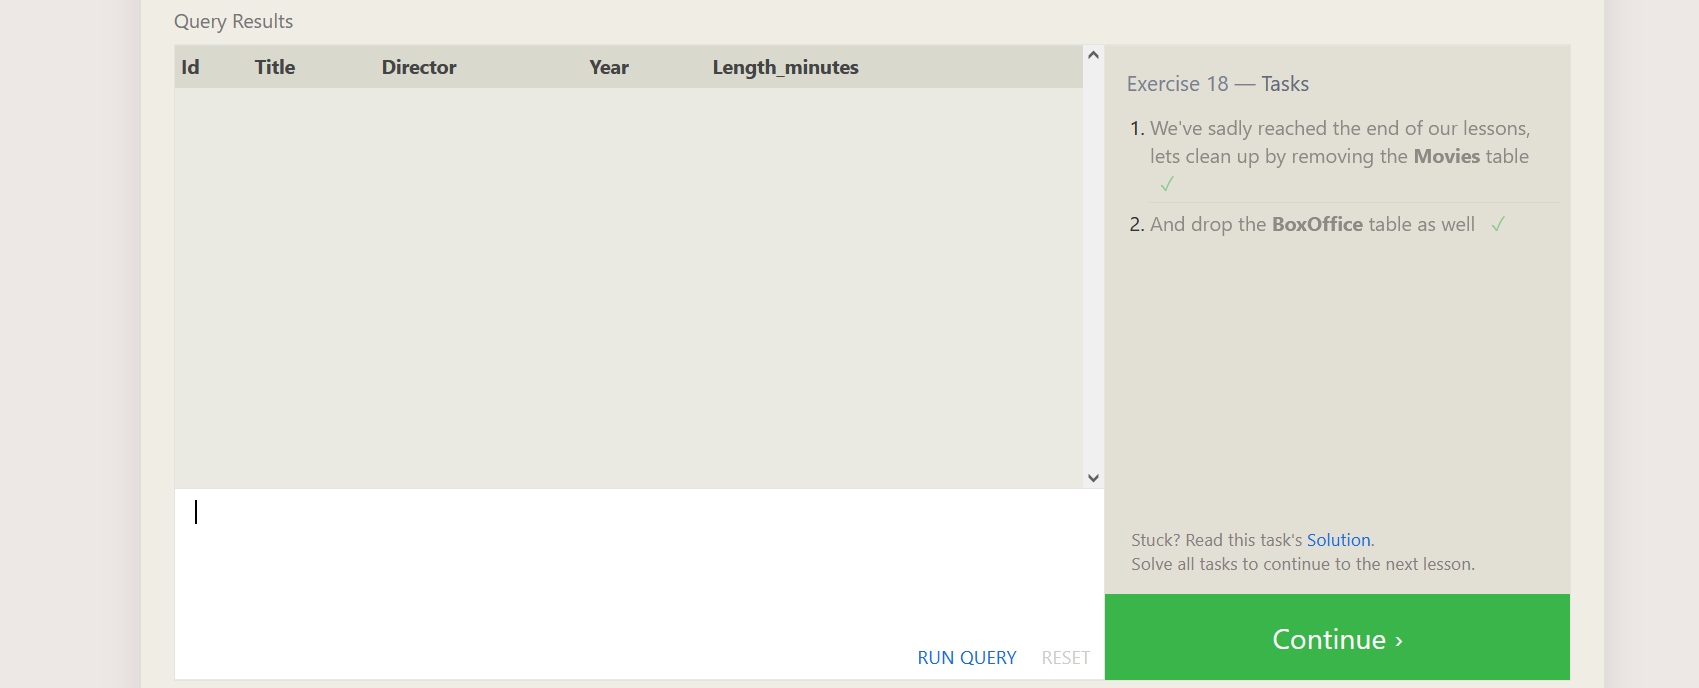 Query Results
Id Title Director Year Length_minutes
Exercise 18 — Tasks
1. We've sadly reached the end of our lessons,
lets clean up by removing the Movies table
✓
2. And drop the BoxOffice table as well ✓
Stuck? Read this task's Solution.
Solve all tasks to continue to the next lesson.
RUN QUERY RESET
Continue ›